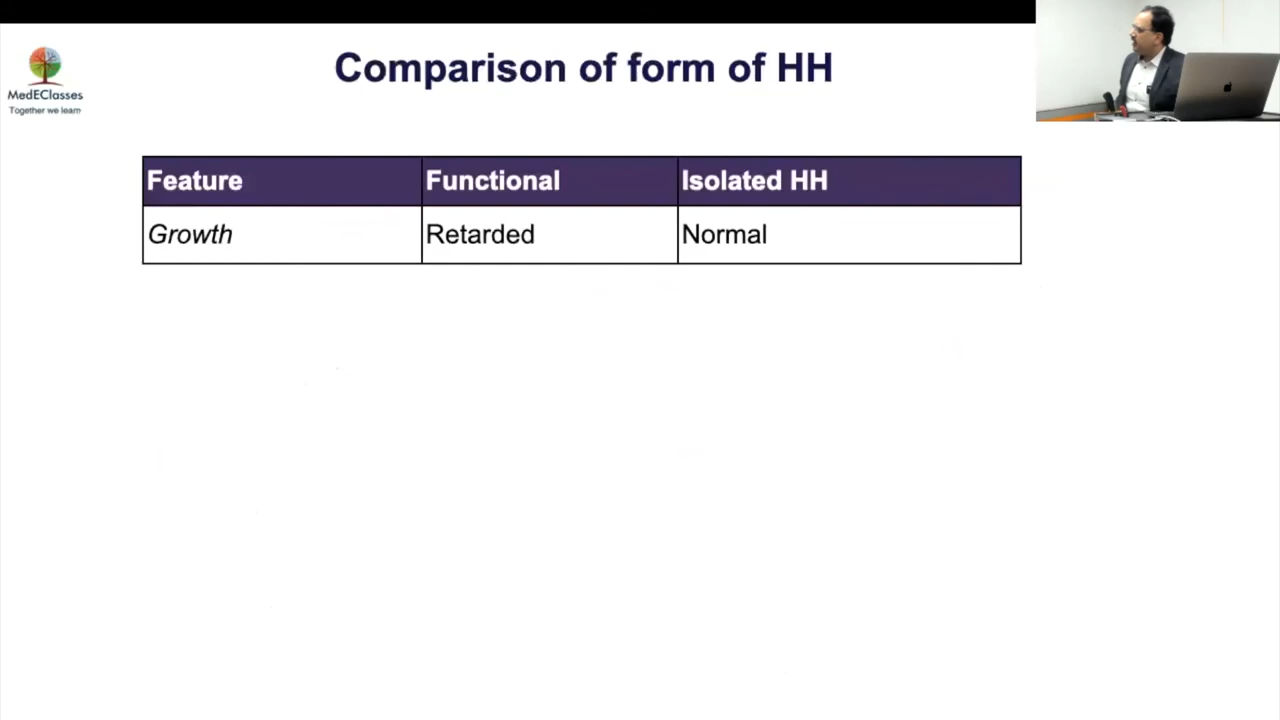 Comparison of form of HH
MedEClasses
Together we learn
Feature Functional Isolated HH
Growth Retarded Normal